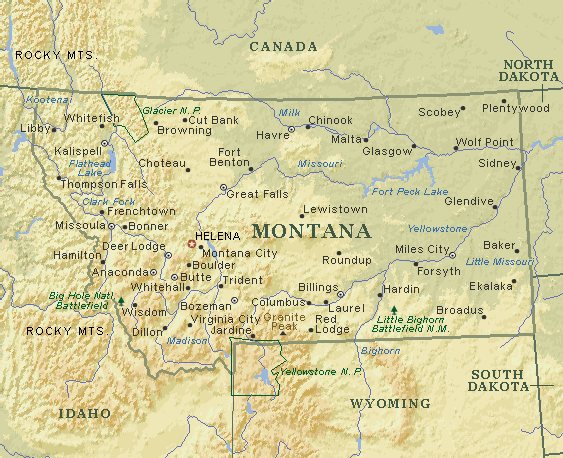 CANADA
ROCKY MTS.
NORTH
DAKOTA
Kootenai
Glacier N.P.
Milk
Scobey
Plentywood
Libby
Whitefish
Cut Bank
Browning
Havre
Chinook
Malta
Wolf Point
Kalispell
Flathead
Lake
Choteau
Fort
Benton
Missouri
Glasgow
Sidney
Thompson Falls
Great Falls
Fort Peck Lake
Clark Fork
Frenchtown
Lewistown
Glendive
Missoula
Bonner
HELENA
MONTANA
Yellowstone
Deer Lodge
Montana City
Miles City
Baker
Hamilton
Boulder
Roundup
Little Missouri
Anaconda
Butte
Trident
Forsyth
Whitehall
Billings
Hardin
Ekalaka
Big Hole Natl
Battlefield
Bozeman
Columbus
Laurel
Broadus
Wisdom
Virginia City
Granite
Peak
Red
Lodge
Little Bighorn
Battlefield N.M.
ROCKY MTS.
Dillon
Jardine
Madison
Bighorn
Yellowstone N.P.
SOUTH
DAKOTA
IDAHO
WYOMING